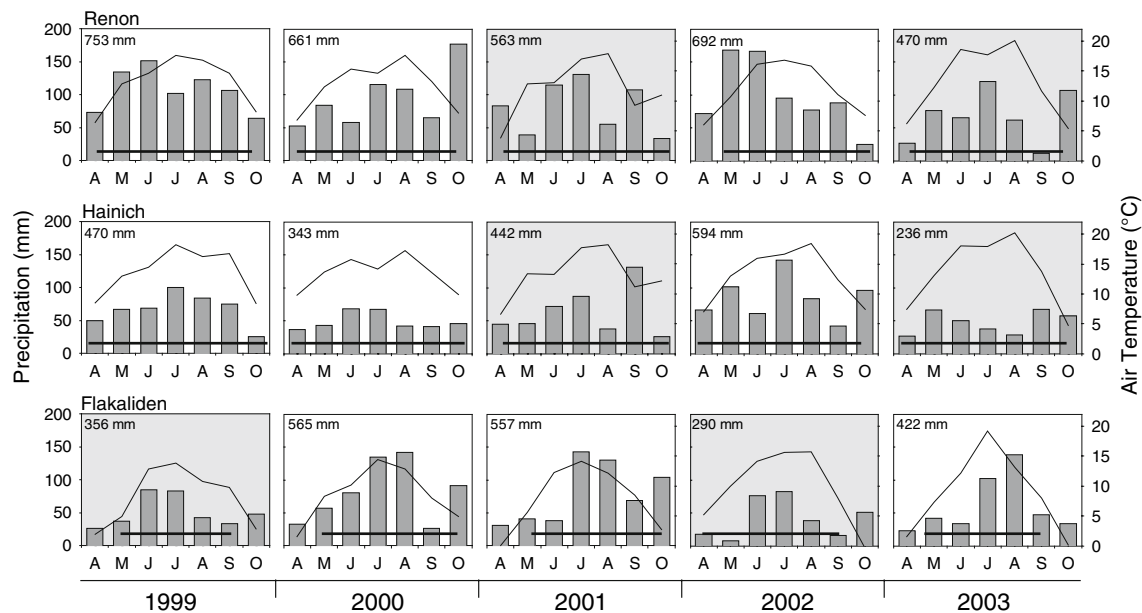 Renon
200 150 100 50 0
753 mm 661 mm 563 mm 692 mm 470 mm
20 15 10 5 0
A M J J A S O A M J J A S O A M J J A S O A M J J A S O A M J J A S O
Hainich
200 150 100 50 0
470 mm 343 mm 442 mm 594 mm 236 mm
20 15 10 5 0
A M J J A S O A M J J A S O A M J J A S O A M J J A S O A M J J A S O
Flakaliden
200 150 100 50 0
356 mm 565 mm 557 mm 290 mm 422 mm
20 15 10 5 0
A M J J A S O A M J J A S O A M J J A S O A M J J A S O A M J J A S O
1999 2000 2001 2002 2003
Precipitation (mm)
Air Temperature (°C)